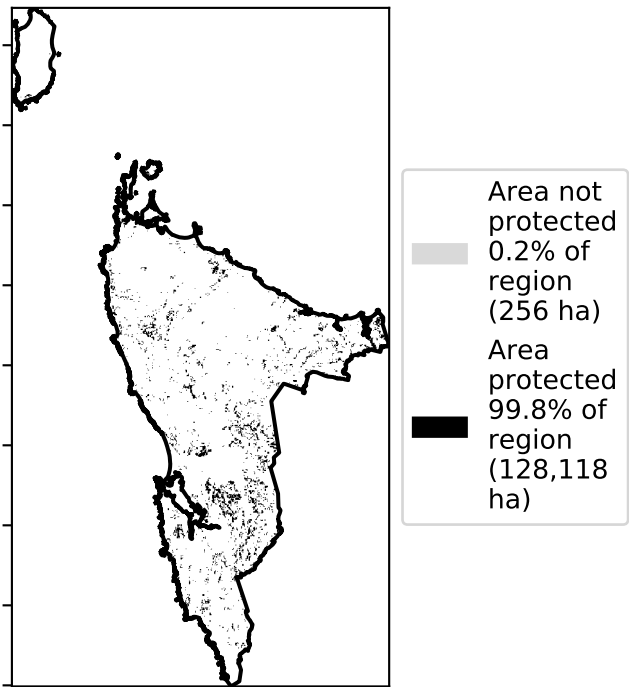 Area not
protected
0.2% of
region
(256 ha)
Area
protected
99.8% of
region
(128,118
ha)